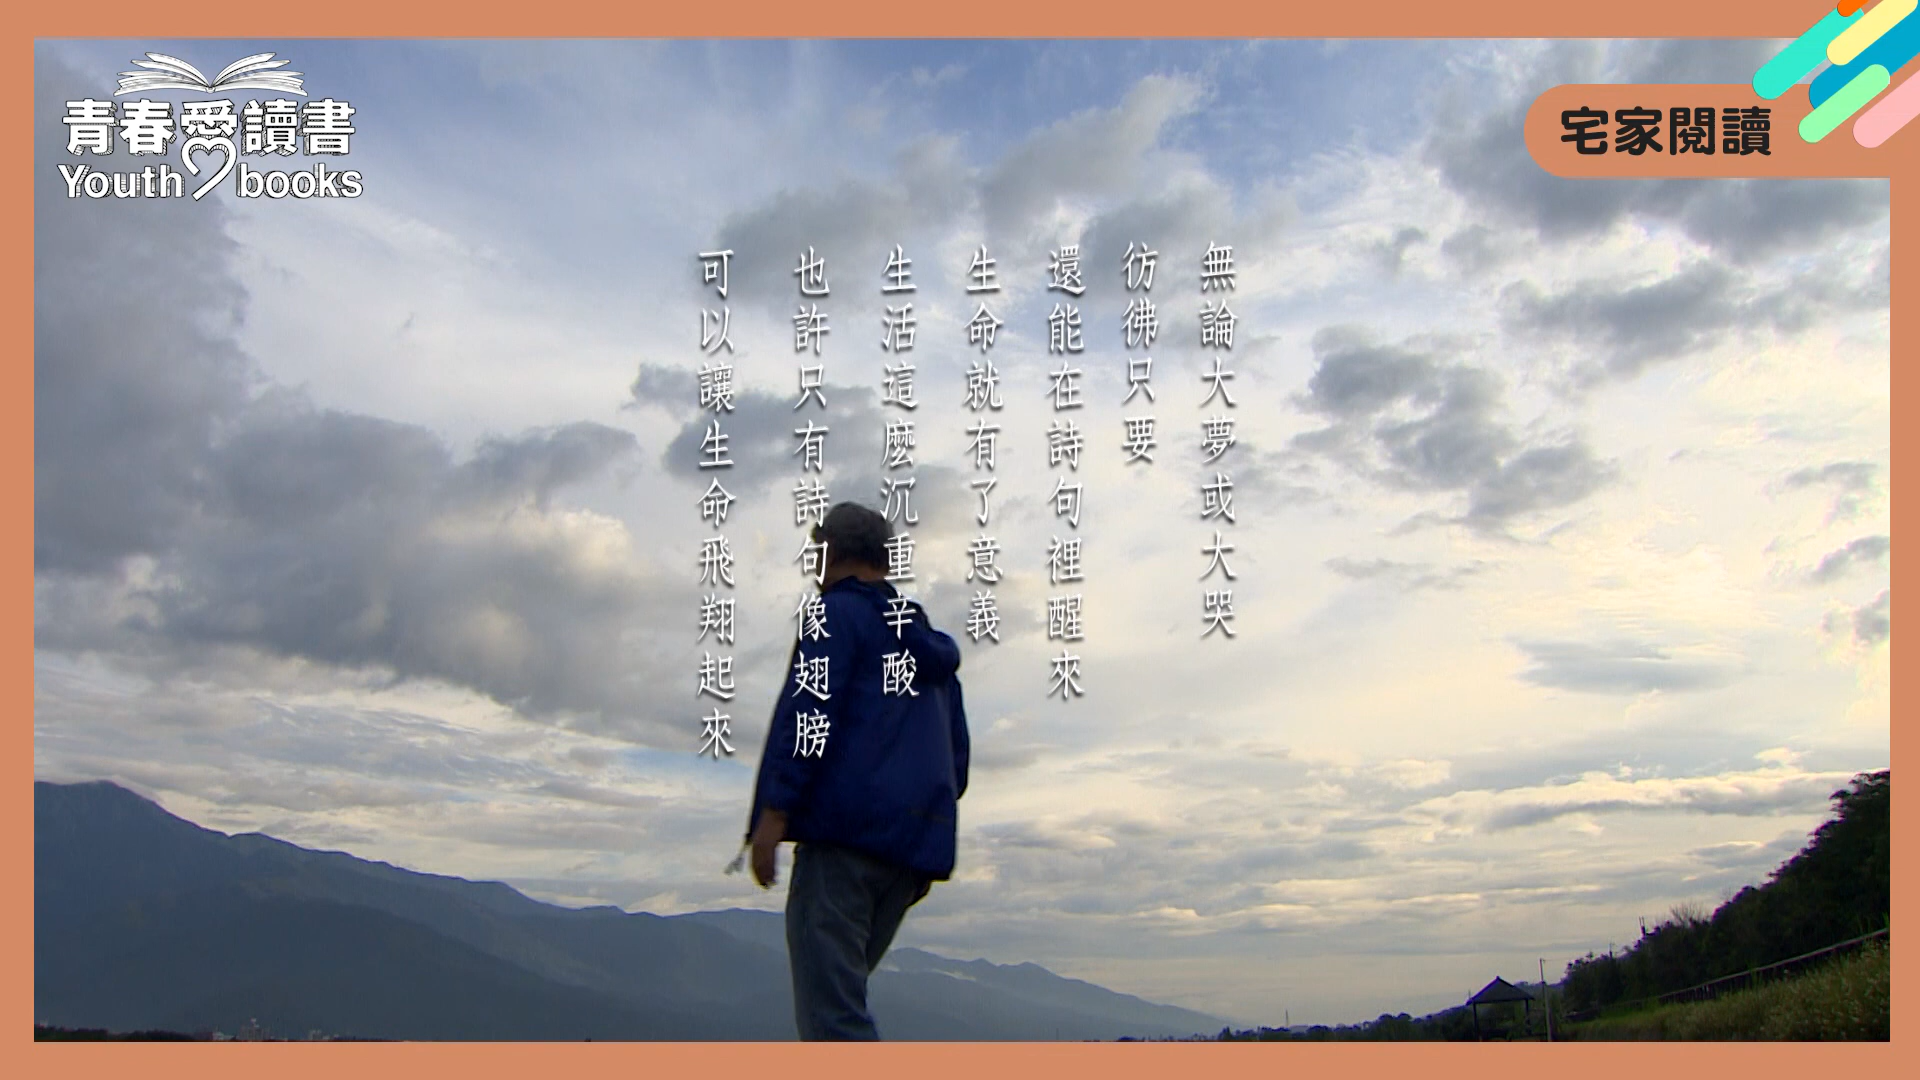 青春愛讀書
Youth books
宅家閱讀
無論大夢或大哭
彷彿只要
還能在詩句裡醒來
生命就有了意義
生活這麼沉重辛酸
也許只有詩句像翅膀
可以讓生命飛翔起來